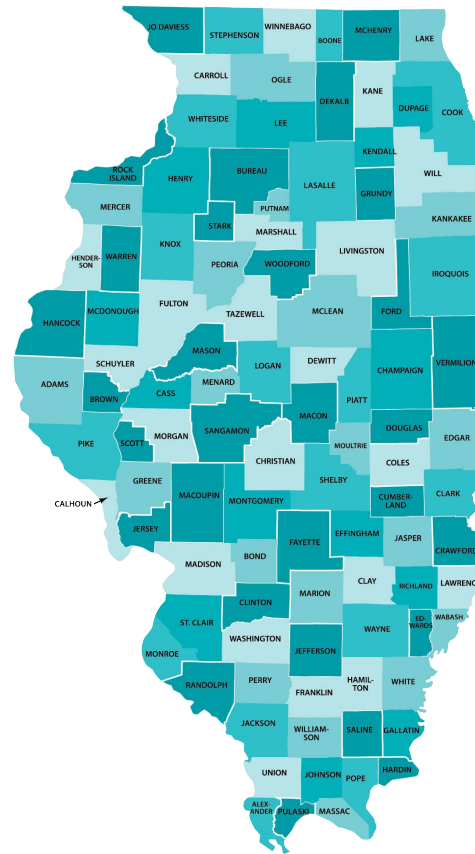 JO DAVIESS
STEPHENSON
WINNEBAGO
BOONE
MCHENRY
LAKE
CARROLL
OGLE
KANE
DEKALB
DUPAGE
COOK
WHITESIDE
LEE
KENDALL
WILL
ROCK
ISLAND
HENRY
BUREAU
LASALLE
GRUNDY
MERCER
PUTNAM
KANKAKEE
STARK
MARSHALL
KNOX
LIVINGSTON
HENDER-
SON
WARREN
PEORIA
WOODFORD
IROQUOIS
FULTON
TAZEWELL
MCLEAN
FORD
HANCOCK
MCDONOUGH
MASON
SCHUYLER
LOGAN
DEWITT
CHAMPAIGN
VERMILION
ADAMS
BROWN
CASS
MENARD
PIATT
MACON
DOUGLAS
PIKE
SCOTT
MORGAN
SANGAMON
MOULTRIE
EDGAR
CHRISTIAN
COLES
GREENE
SHELBY
CALHOUN
MACOUPIN
MONTGOMERY
CUMBER-
LAND
CLARK
JERSEY
FAYETTE
EFFINGHAM
JASPER
CRAWFORD
MADISON
BOND
CLAY
RICHLAND
LAWRENC
CLINTON
MARION
ED-
WARDS
WABASH
ST. CLAIR
WASHINGTON
WAYNE
MONROE
JEFFERSON
RANDOLPH
PERRY
HAMIL-
TON
WHITE
FRANKLIN
JACKSON
WILLIAM-
SON
SALINE
GALLATIN
UNION
JOHNSON
POPE
HARDIN
ALEX-
ANDER
PULASKI
MASSAC